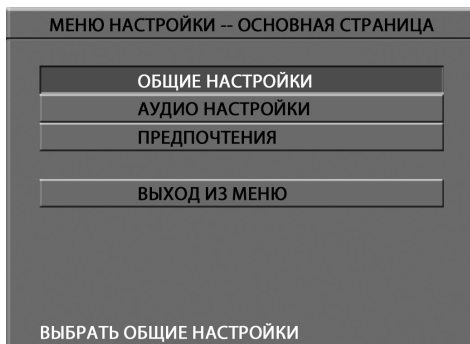 МЕНЮ НАСТРОЙКИ -- ОСНОВНАЯ СТРАНИЦА
ОБЩИЕ НАСТРОЙКИ
АУДИО НАСТРОЙКИ
ПРЕДПОЧТЕНИЯ
ВЫХОД ИЗ МЕНЮ
ВЫБРАТЬ ОБЩИЕ НАСТРОЙКИ